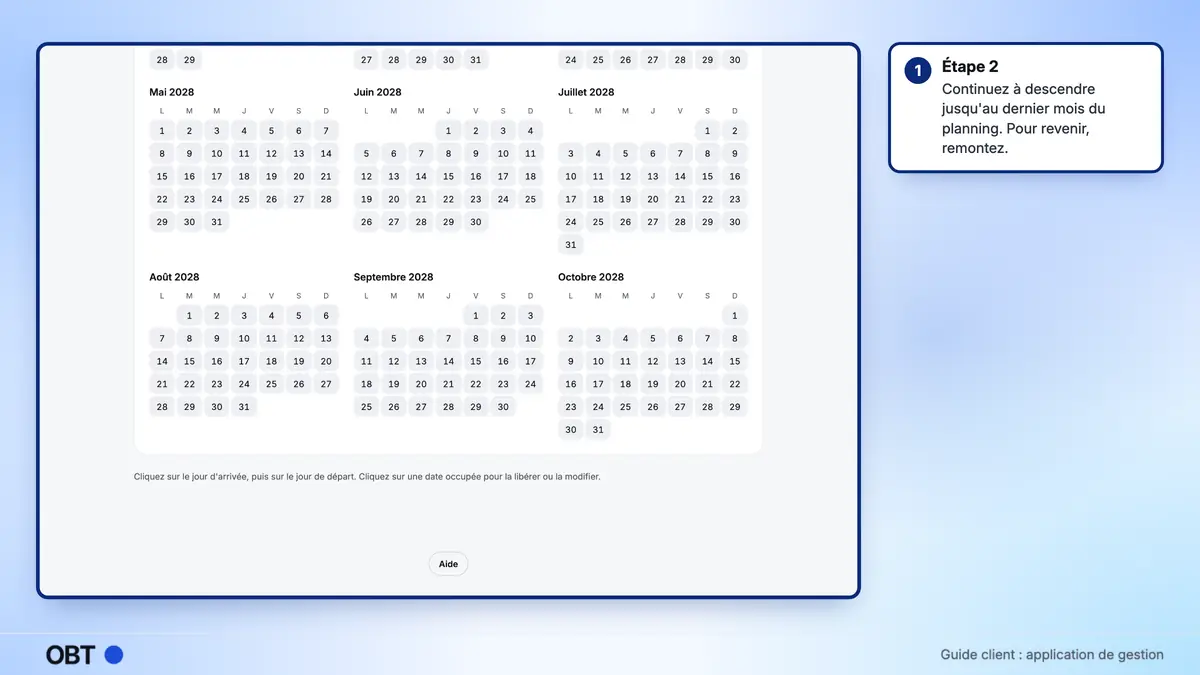 28 29
27 28 29 30 31
24 25 26 27 28 29 30
Mai 2028
L M M J V S D
1 2 3 4 5 6 7
8 9 10 11 12 13 14
15 16 17 18 19 20 21
22 23 24 25 26 27 28
29 30 31
Juin 2028
L M M J V S D
1 2 3 4
5 6 7 8 9 10 11
12 13 14 15 16 17 18
19 20 21 22 23 24 25
26 27 28 29 30
Juillet 2028
L M M J V S D
1 2
3 4 5 6 7 8 9
10 11 12 13 14 15 16
17 18 19 20 21 22 23
24 25 26 27 28 29 30
31
Août 2028
L M M J V S D
1 2 3 4 5 6
7 8 9 10 11 12 13
14 15 16 17 18 19 20
21 22 23 24 25 26 27
28 29 30 31
Septembre 2028
L M M J V S D
1 2 3
4 5 6 7 8 9 10
11 12 13 14 15 16 17
18 19 20 21 22 23 24
25 26 27 28 29 30
Octobre 2028
L M M J V S D
1
2 3 4 5 6 7 8
9 10 11 12 13 14 15
16 17 18 19 20 21 22
23 24 25 26 27 28 29
30 31
Cliquez sur le jour d'arrivée, puis sur le jour de départ. Cliquez sur une date occupée pour la libérer ou la modifier.
Aide
1
Étape 2
Continuez à descendre
jusqu'au dernier mois du
planning. Pour revenir,
remontez.
OBT
Guide client : application de gestion